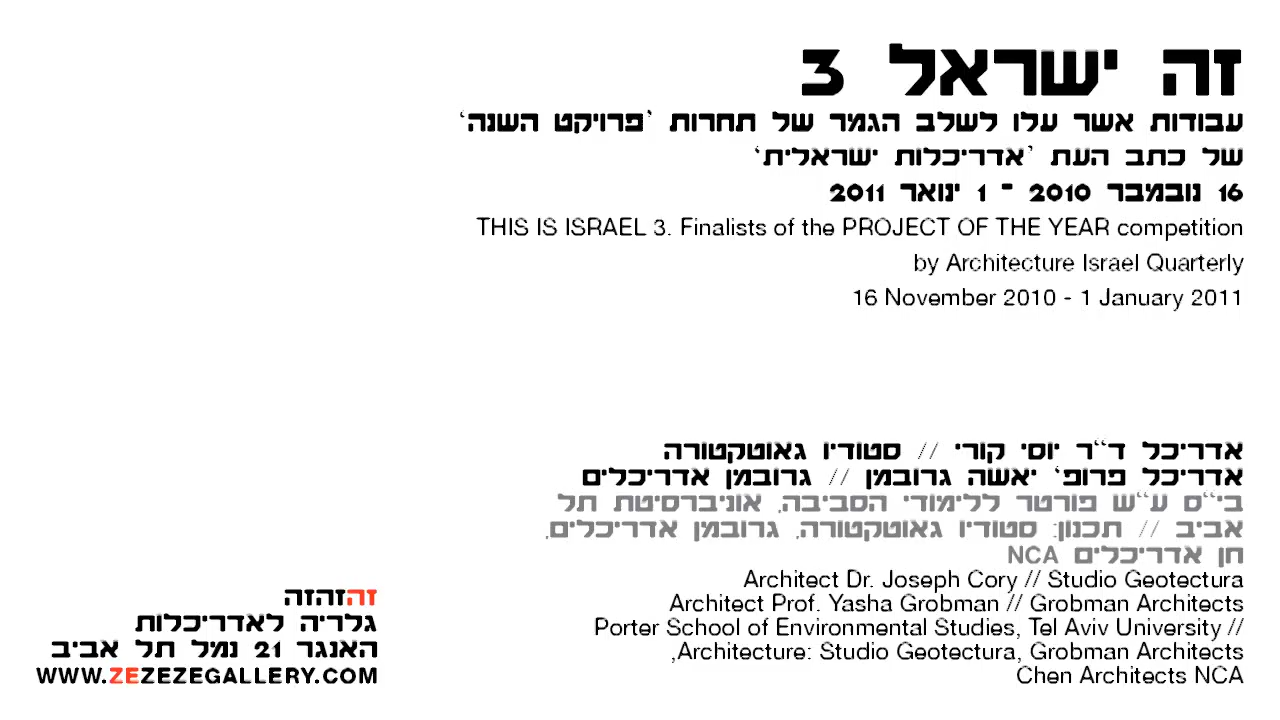 זה ישראל 3
עבודות אשר עלו לשלב הגמר של תחרות 'פרויקט השנה'
של כתב העת 'אדריכלות ישראלית'
16 נובמבר 2010 - 1 ינואר 2011
THIS IS ISRAEL 3. Finalists of the PROJECT OF THE YEAR competition
by Architecture Israel Quarterly
16 November 2010 - 1 January 2011
אדריכל ד"ר יוסי קורי // סטודיו גאוטקטורה
אדריכל פרופ' יאשה גרובמן // גרובמן אדריכלים
בי"ס ע"ש פורטר ללימודי הסביבה, אוניברסיטת תל
אביב // תכנון: סטודיו גאוטקטורה, גרובמן אדריכלים,
חן אדריכלים NCA
Architect Dr. Joseph Cory // Studio Geotectura
Architect Prof. Yasha Grobman // Grobman Architects
Porter School of Environmental Studies, Tel Aviv University //
,Architecture: Studio Geotectura, Grobman Architects
Chen Architects NCA
זהזהזה
גלריה לאדריכלות
האנגר 21 נמל תל אביב
WWW.ZEZEZEGALLERY.COM